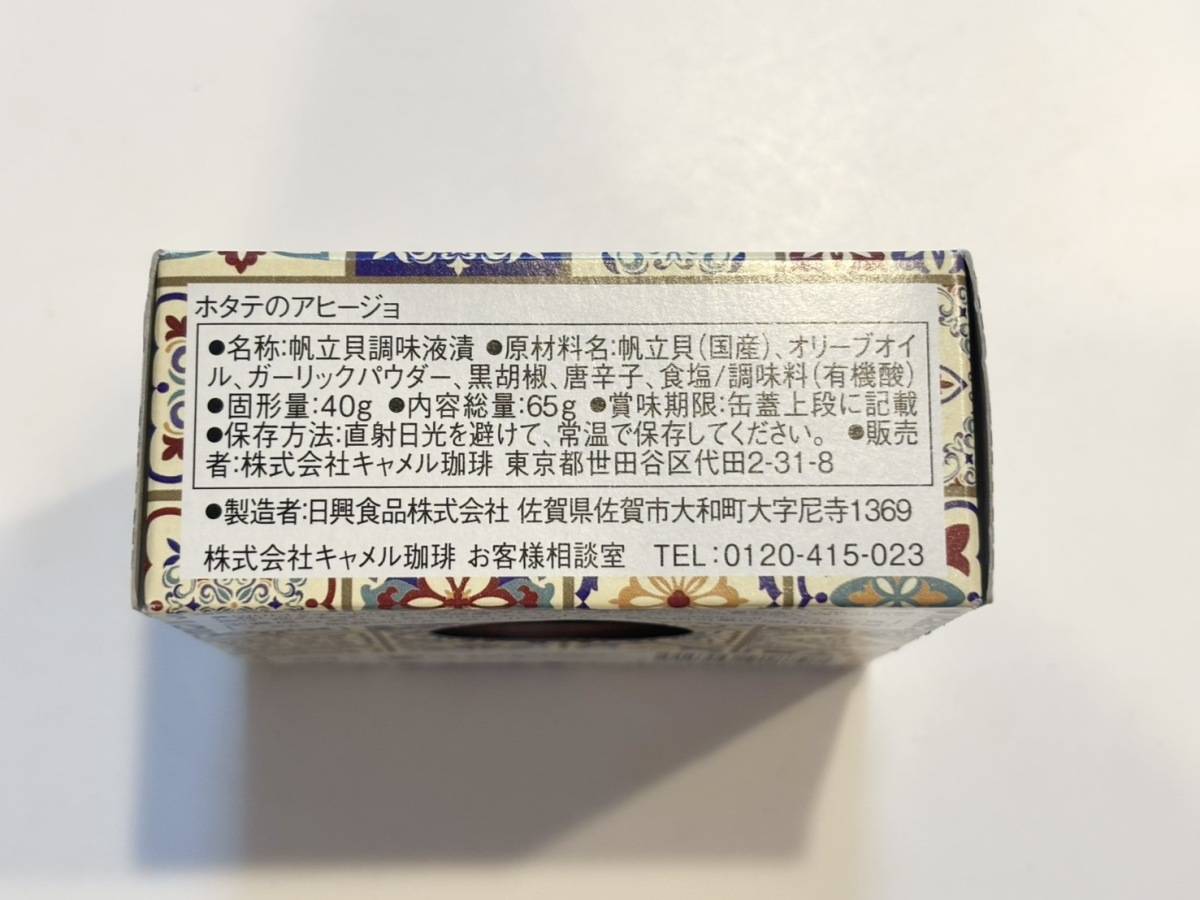 ホタテのアヒージョ
●名称:帆立貝調味液漬 ●原材料名:帆立貝(国産)、オリーブオイ
ル、ガーリックパウダー、黒胡椒、唐辛子、食塩/調味料(有機酸)
●固形量:40g ●内容総量:65g ●賞味期限:缶蓋上段に記載
●保存方法:直射日光を避けて、常温で保存してください。 ●販売
者:株式会社キャメル珈琲 東京都世田谷区代田2-31-8
●製造者:日興食品株式会社 佐賀県佐賀市大和町大字尼寺1369
株式会社キャメル珈琲 お客様相談室 TEL:0120-415-023